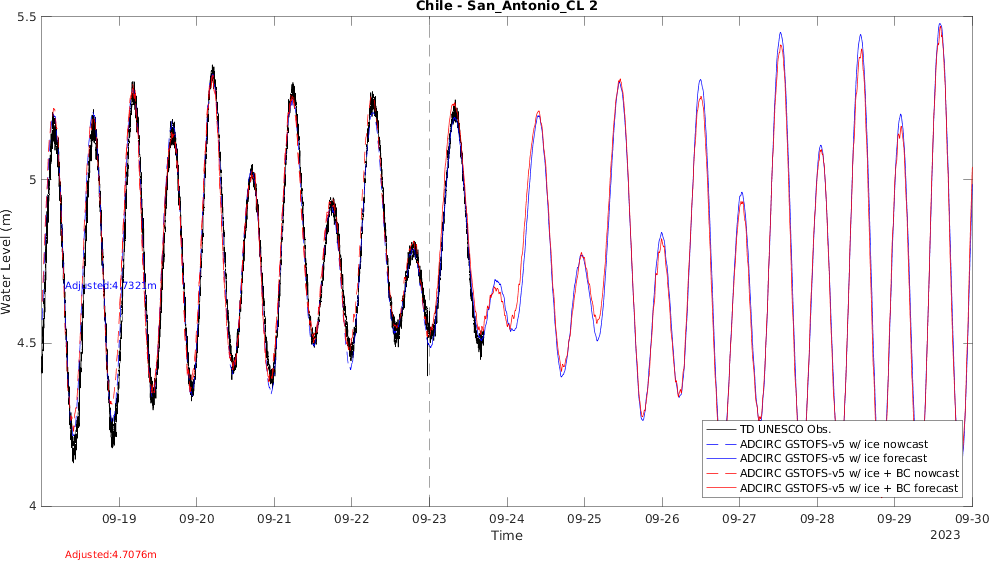 Chile - San_Antonio_CL 2
5.5
5
4.5
4
Water Level (m)
Adjusted:4.7321m
TD UNESCO Obs.
ADCIRC GSTOFS-v5 w/ ice nowcast
ADCIRC GSTOFS-v5 w/ ice forecast
ADCIRC GSTOFS-v5 w/ ice + BC nowcast
ADCIRC GSTOFS-v5 w/ ice + BC forecast
09-19 09-20 09-21 09-22 09-23 09-24 09-25 09-26 09-27 09-28 09-29 09-30
Time
2023
Adjusted:4.7076m